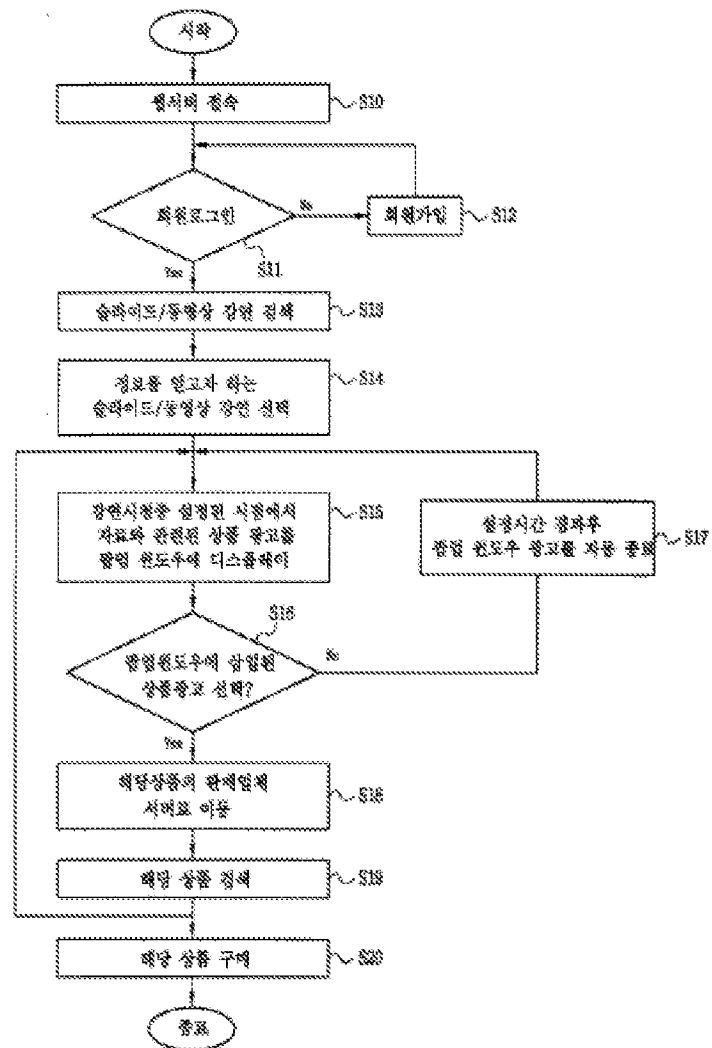 시작
웹서버 접속
S10
회원로그인
No
회원가입
S12
S11
Yes
슬라이드/동영상 강연 검색
S13
정보를 얻고자 하는
슬라이드/동영상 강연 선택
S14
강연시청중 설정된 시점에서
자료와 관련된 상품 광고를
팝업 윈도우에 디스플레이
S15
설정시간 경과후
팝업 윈도우 광고를 자동 종료
S17
S16
팝업윈도우에 삽입된
상품광고 선택?
No
Yes
해당상품의 판매업체
서버로 이동
S18
해당 상품 검색
S19
해당 상품 구매
S20
종료